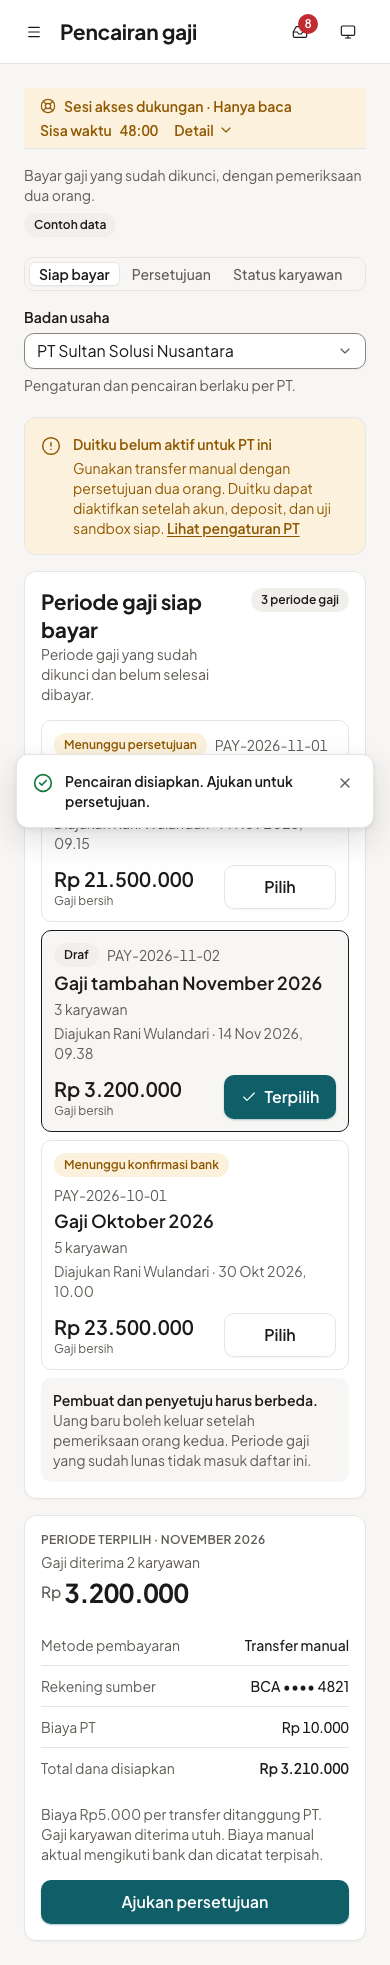 Pencairan gaji
8
Sesi akses dukungan · Hanya baca
Sisa waktu 48:00 Detail
Bayar gaji yang sudah dikunci, dengan pemeriksaan
dua orang.
Contoh data
Siap bayar Persetujuan Status karyawan
Badan usaha
PT Sultan Solusi Nusantara
Pengaturan dan pencairan berlaku per PT.
Duitku belum aktif untuk PT ini
Gunakan transfer manual dengan
persetujuan dua orang. Duitku dapat
diaktifkan setelah akun, deposit, dan uji
sandbox siap. Lihat pengaturan PT
Periode gaji siap
bayar
3 periode gaji
Periode gaji yang sudah
dikunci dan belum selesai
dibayar.
Menunggu persetujuan PAY-2026-11-01
Pencairan disiapkan. Ajukan untuk
persetujuan.
09.15
Rp 21.500.000
Gaji bersih
Pilih
Draf PAY-2026-11-02
Gaji tambahan November 2026
3 karyawan
Diajukan Rani Wulandari · 14 Nov 2026,
09.38
Rp 3.200.000
Gaji bersih
Terpilih
Menunggu konfirmasi bank
PAY-2026-10-01
Gaji Oktober 2026
5 karyawan
Diajukan Rani Wulandari · 30 Okt 2026,
10.00
Rp 23.500.000
Gaji bersih
Pilih
Pembuat dan penyetuju harus berbeda.
Uang baru boleh keluar setelah
pemeriksaan orang kedua. Periode gaji
yang sudah lunas tidak masuk daftar ini.
PERIODE TERPILIH · NOVEMBER 2026
Gaji diterima 2 karyawan
Rp 3.200.000
Metode pembayaran Transfer manual
Rekening sumber BCA •••• 4821
Biaya PT Rp 10.000
Total dana disiapkan Rp 3.210.000
Biaya Rp5.000 per transfer ditanggung PT.
Gaji karyawan diterima utuh. Biaya manual
aktual mengikuti bank dan dicatat terpisah.
Ajukan persetujuan